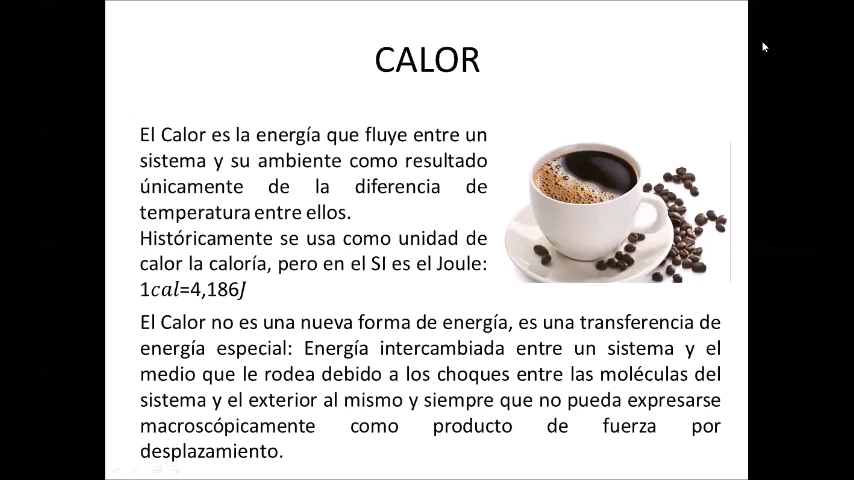 CALOR
El Calor es la energía que fluye entre un
sistema y su ambiente como resultado
únicamente de la diferencia de
temperatura entre ellos.
Históricamente se usa como unidad de
calor la caloría, pero en el SI es el Joule:
1cal=4,186J
El Calor no es una nueva forma de energía, es una transferencia de
energía especial: Energía intercambiada entre un sistema y el
medio que le rodea debido a los choques entre las moléculas del
sistema y el exterior al mismo y siempre que no pueda expresarse
macroscópicamente como producto de fuerza por
desplazamiento.